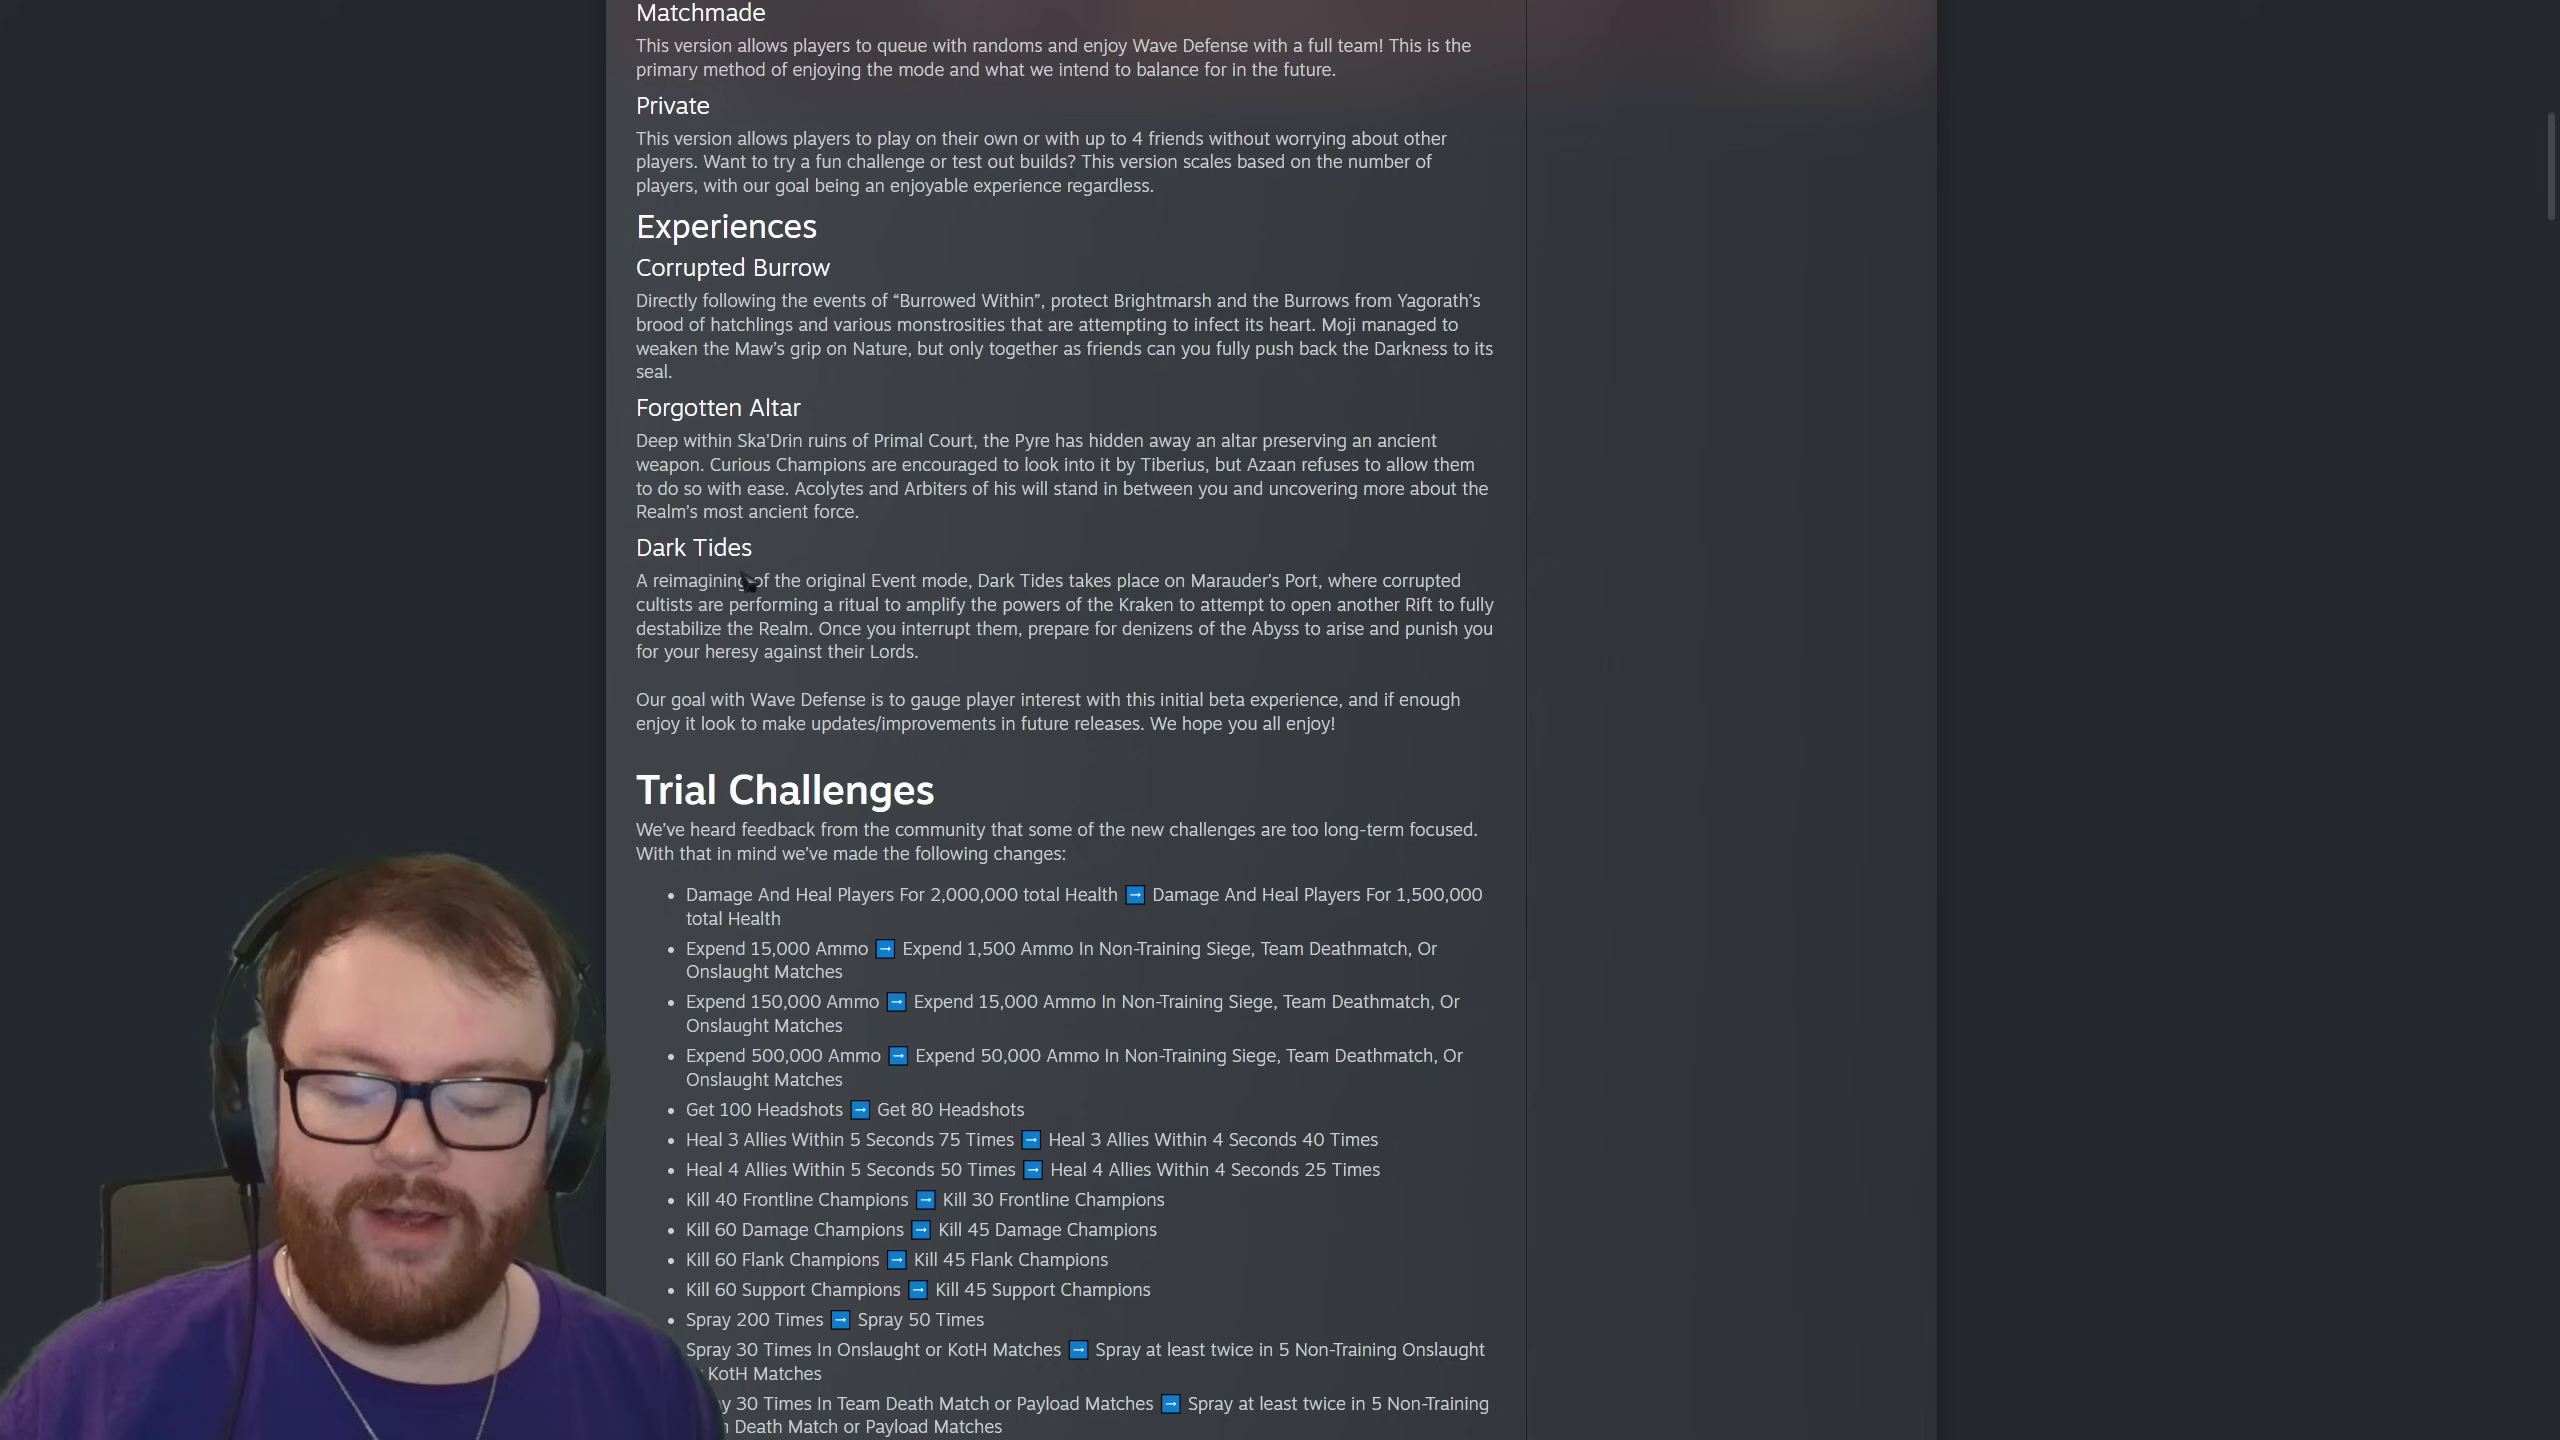 Matchmade
This version allows players to queue with randoms and enjoy Wave Defense with a full team! This is the
primary method of enjoying the mode and what we intend to balance for in the future.
Private
This version allows players to play on their own or with up to 4 friends without worrying about other
players. Want to try a fun challenge or test out builds? This version scales based on the number of
players, with our goal being an enjoyable experience regardless.
Experiences
Corrupted Burrow
Directly following the events of “Burrowed Within”, protect Brightmarsh and the Burrows from Yagorath’s
brood of hatchlings and various monstrosities that are attempting to infect its heart. Moji managed to
weaken the Maw’s grip on Nature, but only together as friends can you fully push back the Darkness to its
seal.
Forgotten Altar
Deep within Ska’Drin ruins of Primal Court, the Pyre has hidden away an altar preserving an ancient
weapon. Curious Champions are encouraged to look into it by Tiberius, but Azaan refuses to allow them
to do so with ease. Acolytes and Arbiters of his will stand in between you and uncovering more about the
Realm’s most ancient force.
Dark Tides
A reimagining of the original Event mode, Dark Tides takes place on Marauder’s Port, where corrupted
cultists are performing a ritual to amplify the powers of the Kraken to attempt to open another Rift to fully
destabilize the Realm. Once you interrupt them, prepare for denizens of the Abyss to arise and punish you
for your heresy against their Lords.
Our goal with Wave Defense is to gauge player interest with this initial beta experience, and if enough
enjoy it look to make updates/improvements in future releases. We hope you all enjoy!
Trial Challenges
We’ve heard feedback from the community that some of the new challenges are too long-term focused.
With that in mind we’ve made the following changes:
• Damage And Heal Players For 2,000,000 total Health ➡ Damage And Heal Players For 1,500,000
total Health
• Expend 15,000 Ammo ➡ Expend 1,500 Ammo In Non-Training Siege, Team Deathmatch, Or
Onslaught Matches
• Expend 150,000 Ammo ➡ Expend 15,000 Ammo In Non-Training Siege, Team Deathmatch, Or
Onslaught Matches
• Expend 500,000 Ammo ➡ Expend 50,000 Ammo In Non-Training Siege, Team Deathmatch, Or
Onslaught Matches
• Get 100 Headshots ➡ Get 80 Headshots
• Heal 3 Allies Within 5 Seconds 75 Times ➡ Heal 3 Allies Within 4 Seconds 40 Times
• Heal 4 Allies Within 5 Seconds 50 Times ➡ Heal 4 Allies Within 4 Seconds 25 Times
• Kill 40 Frontline Champions ➡ Kill 30 Frontline Champions
• Kill 60 Damage Champions ➡ Kill 45 Damage Champions
• Kill 60 Flank Champions ➡ Kill 45 Flank Champions
• Kill 60 Support Champions ➡ Kill 45 Support Champions
• Spray 200 Times ➡ Spray 50 Times
Spray 30 Times In Onslaught or KotH Matches ➡ Spray at least twice in 5 Non-Training Onslaught
KotH Matches
30 Times In Team Death Match or Payload Matches ➡ Spray at least twice in 5 Non-Training
Death Match or Payload Matches